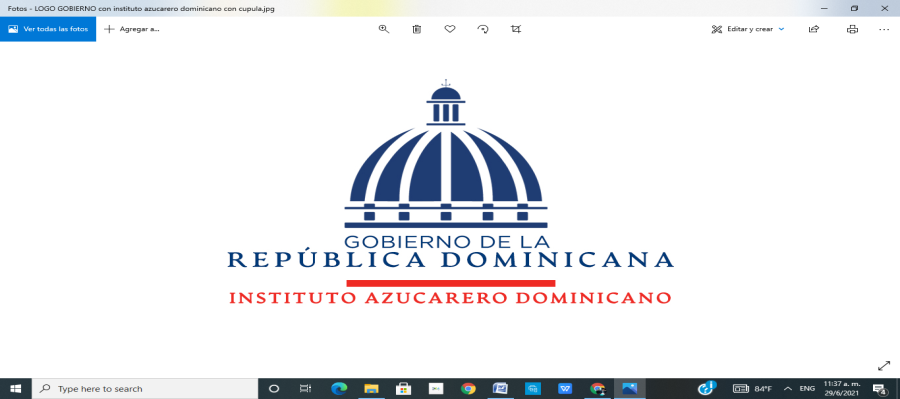 Fotos - LOGO GOBIERNO con instituto azucarero dominicano con cupula.jpg
Ver todas las fotos
Agregar a...
Editar y crear
GOBIERNO DE LA
REPÚBLICA DOMINICANA
INSTITUTO AZUCARERO DOMINICANO
Type here to search
84°F
ENG
11:37 a. m.
29/6/2021
4